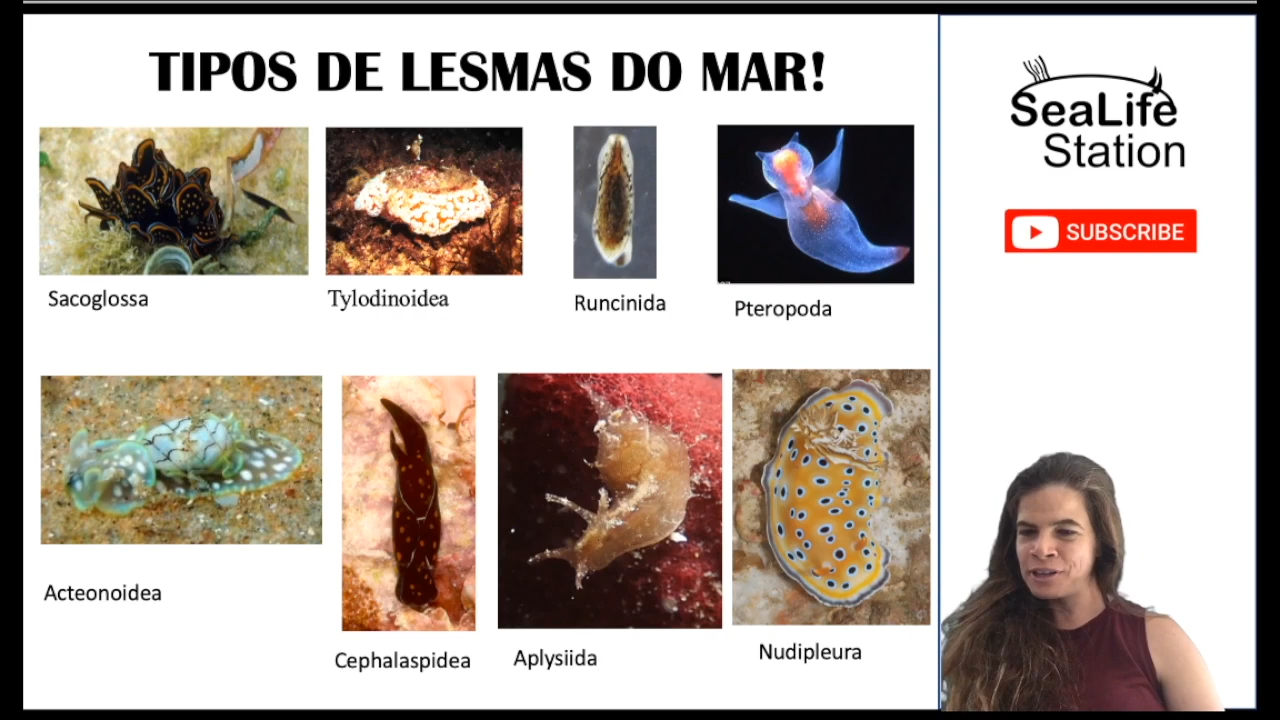 TIPOS DE LESMAS DO MAR!
SeaLife
Station
SUBSCRIBE
Sacoglossa
Tylodinoidea
Runcinida
Pteropoda
Acteonoidea
Cephalaspidea
Aplysiida
Nudipleura